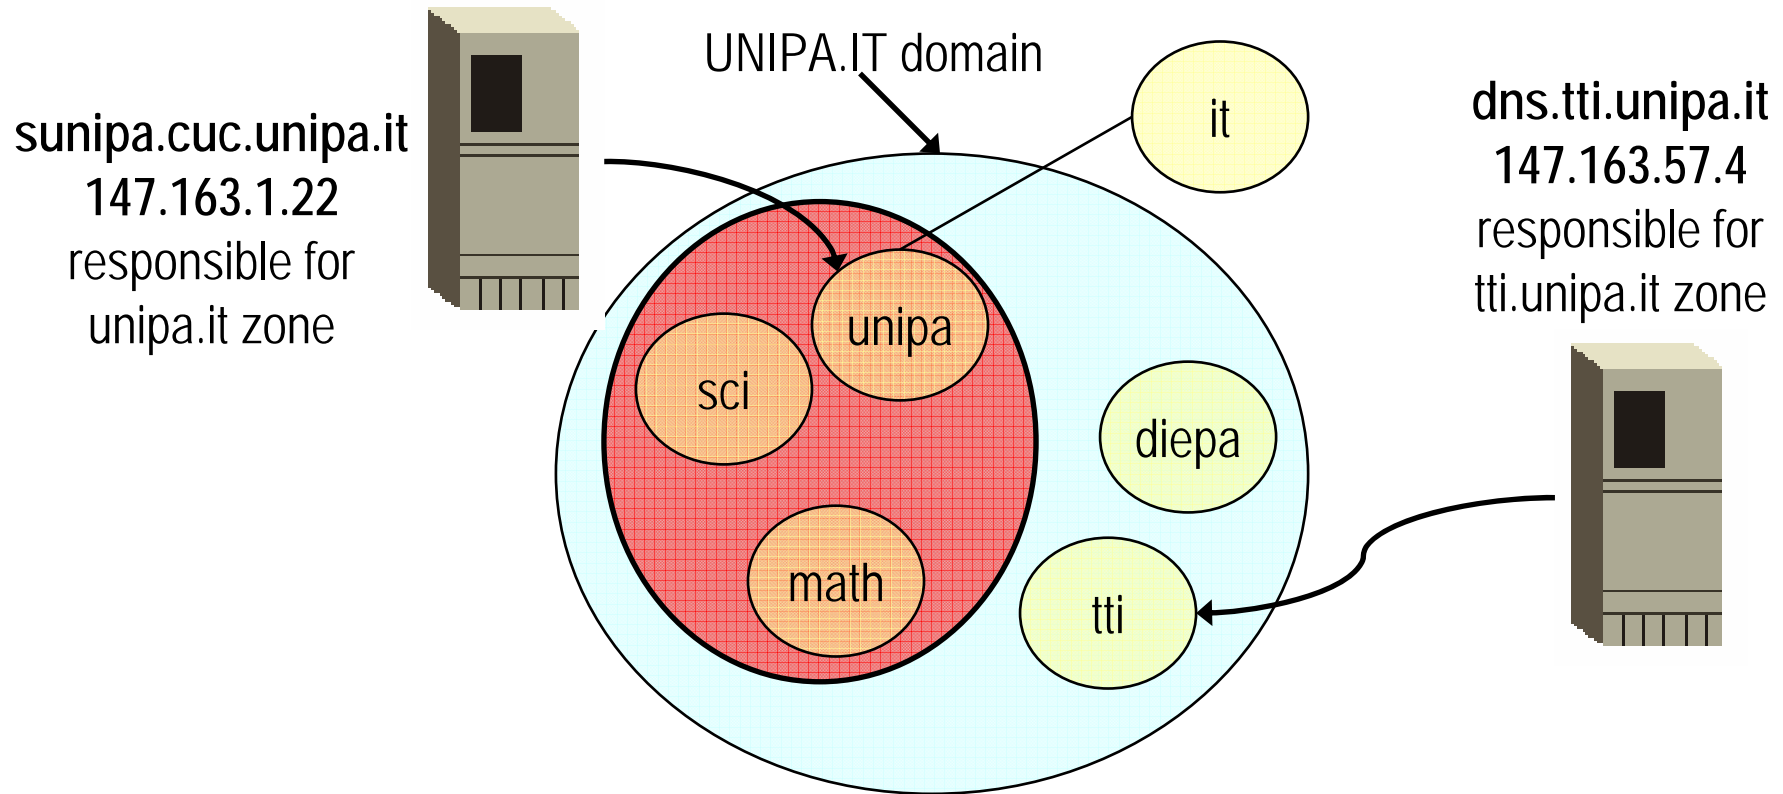 UNIPA.IT domain
sunipa.cuc.unipa.it
147.163.1.22
responsible for
unipa.it zone
it
dns.tti.unipa.it
147.163.57.4
responsible for
tti.unipa.it zone
unipa
sci
diepa
math
tti